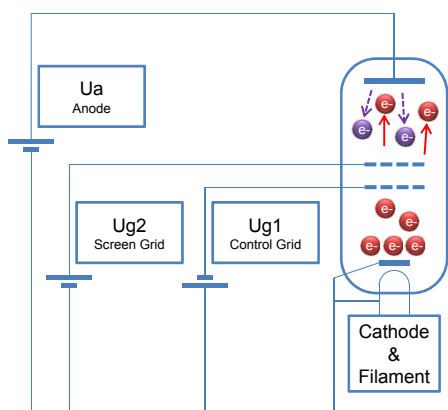 Ua
Anode
Ug2
Screen Grid
Ug1
Control Grid
e-
e-
e-
e-
e-
e-
e-
e-
e-
Cathode
&
Filament